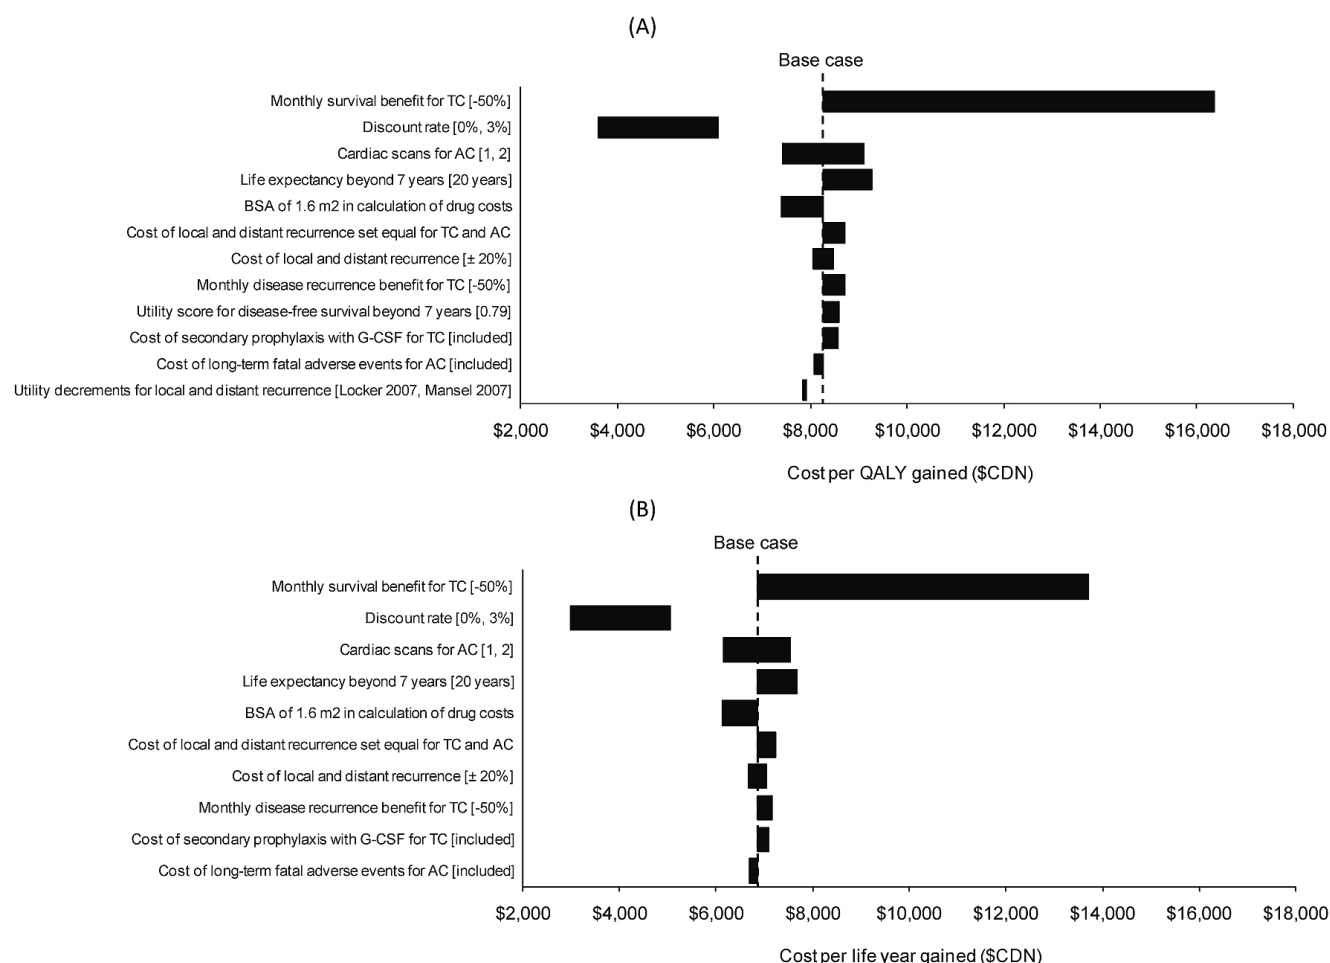 (A)
Base case
Monthly survival benefit for TC [-50%]
Discount rate [0%, 3%]
Cardiac scans for AC [1, 2]
Life expectancy beyond 7 years [20 years]
BSA of 1.6 m2 in calculation of drug costs
Cost of local and distant recurrence set equal for TC and AC
Cost of local and distant recurrence [± 20%]
Monthly disease recurrence benefit for TC [-50%]
Utility score for disease-free survival beyond 7 years [0.79]
Cost of secondary prophylaxis with G-CSF for TC [included]
Cost of long-term fatal adverse events for AC [included]
Utility decrements for local and distant recurrence [Locker 2007, Mansel 2007]
$2,000 $4,000 $6,000 $8,000 $10,000 $12,000 $14,000 $16,000 $18,000
Cost per QALY gained ($CDN)
(B)
Base case
Monthly survival benefit for TC [-50%]
Discount rate [0%, 3%]
Cardiac scans for AC [1, 2]
Life expectancy beyond 7 years [20 years]
BSA of 1.6 m2 in calculation of drug costs
Cost of local and distant recurrence set equal for TC and AC
Cost of local and distant recurrence [± 20%]
Monthly disease recurrence benefit for TC [-50%]
Cost of secondary prophylaxis with G-CSF for TC [included]
Cost of long-term fatal adverse events for AC [included]
$2,000 $4,000 $6,000 $8,000 $10,000 $12,000 $14,000 $16,000 $18,000
Cost per life year gained ($CDN)